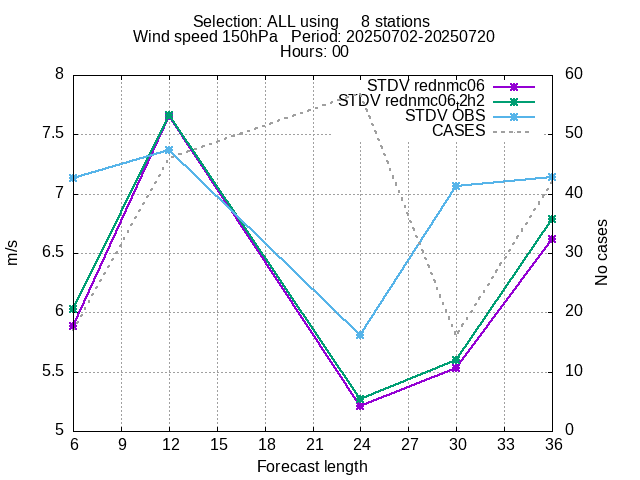 Selection: ALL using 8 stations
Wind speed 150hPa Period: 20250702-20250720
Hours: 00
8
7.5
7
6.5
6
5.5
5
60
50
40
30
20
10
0
m/s
No cases
STDV rednmc06
STDV rednmc06.2h2
STDV OBS
CASES
6 9 12 15 18 21 24 27 30 33 36
Forecast length